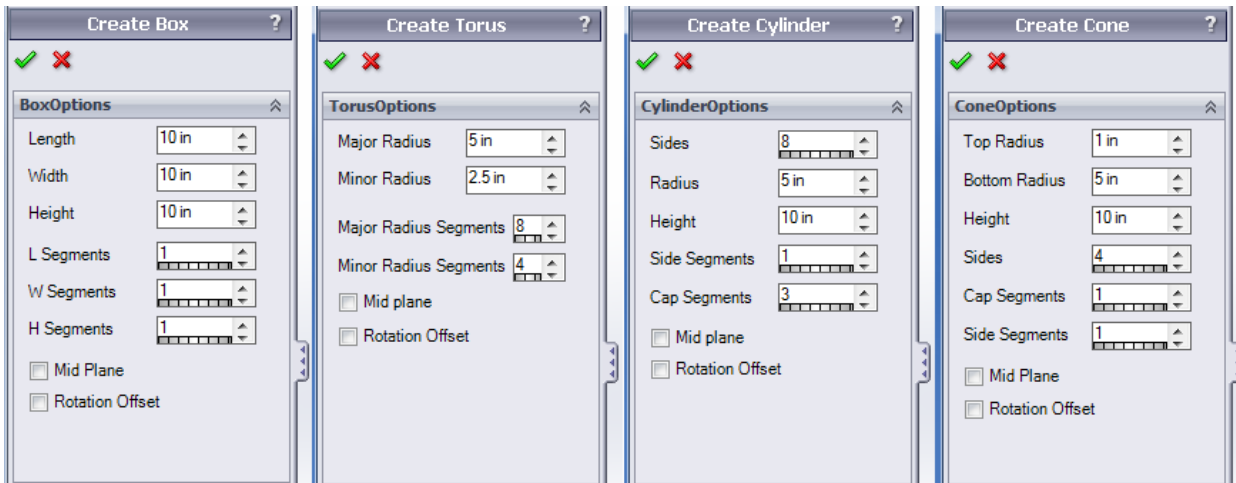 Create Box ?
BoxOptions
Length 10 in
Width 10 in
Height 10 in
L Segments 1
W Segments 1
H Segments 1
Mid Plane
Rotation Offset
Create Torus ?
TorusOptions
Major Radius 5 in
Minor Radius 2.5 in
Major Radius Segments 8
Minor Radius Segments 4
Mid plane
Rotation Offset
Create Cylinder ?
CylinderOptions
Sides 8
Radius 5 in
Height 10 in
Side Segments 1
Cap Segments 3
Mid plane
Rotation Offset
Create Cone ?
ConeOptions
Top Radius 1 in
Bottom Radius 5 in
Height 10 in
Sides 4
Cap Segments 1
Side Segments 1
Mid Plane
Rotation Offset